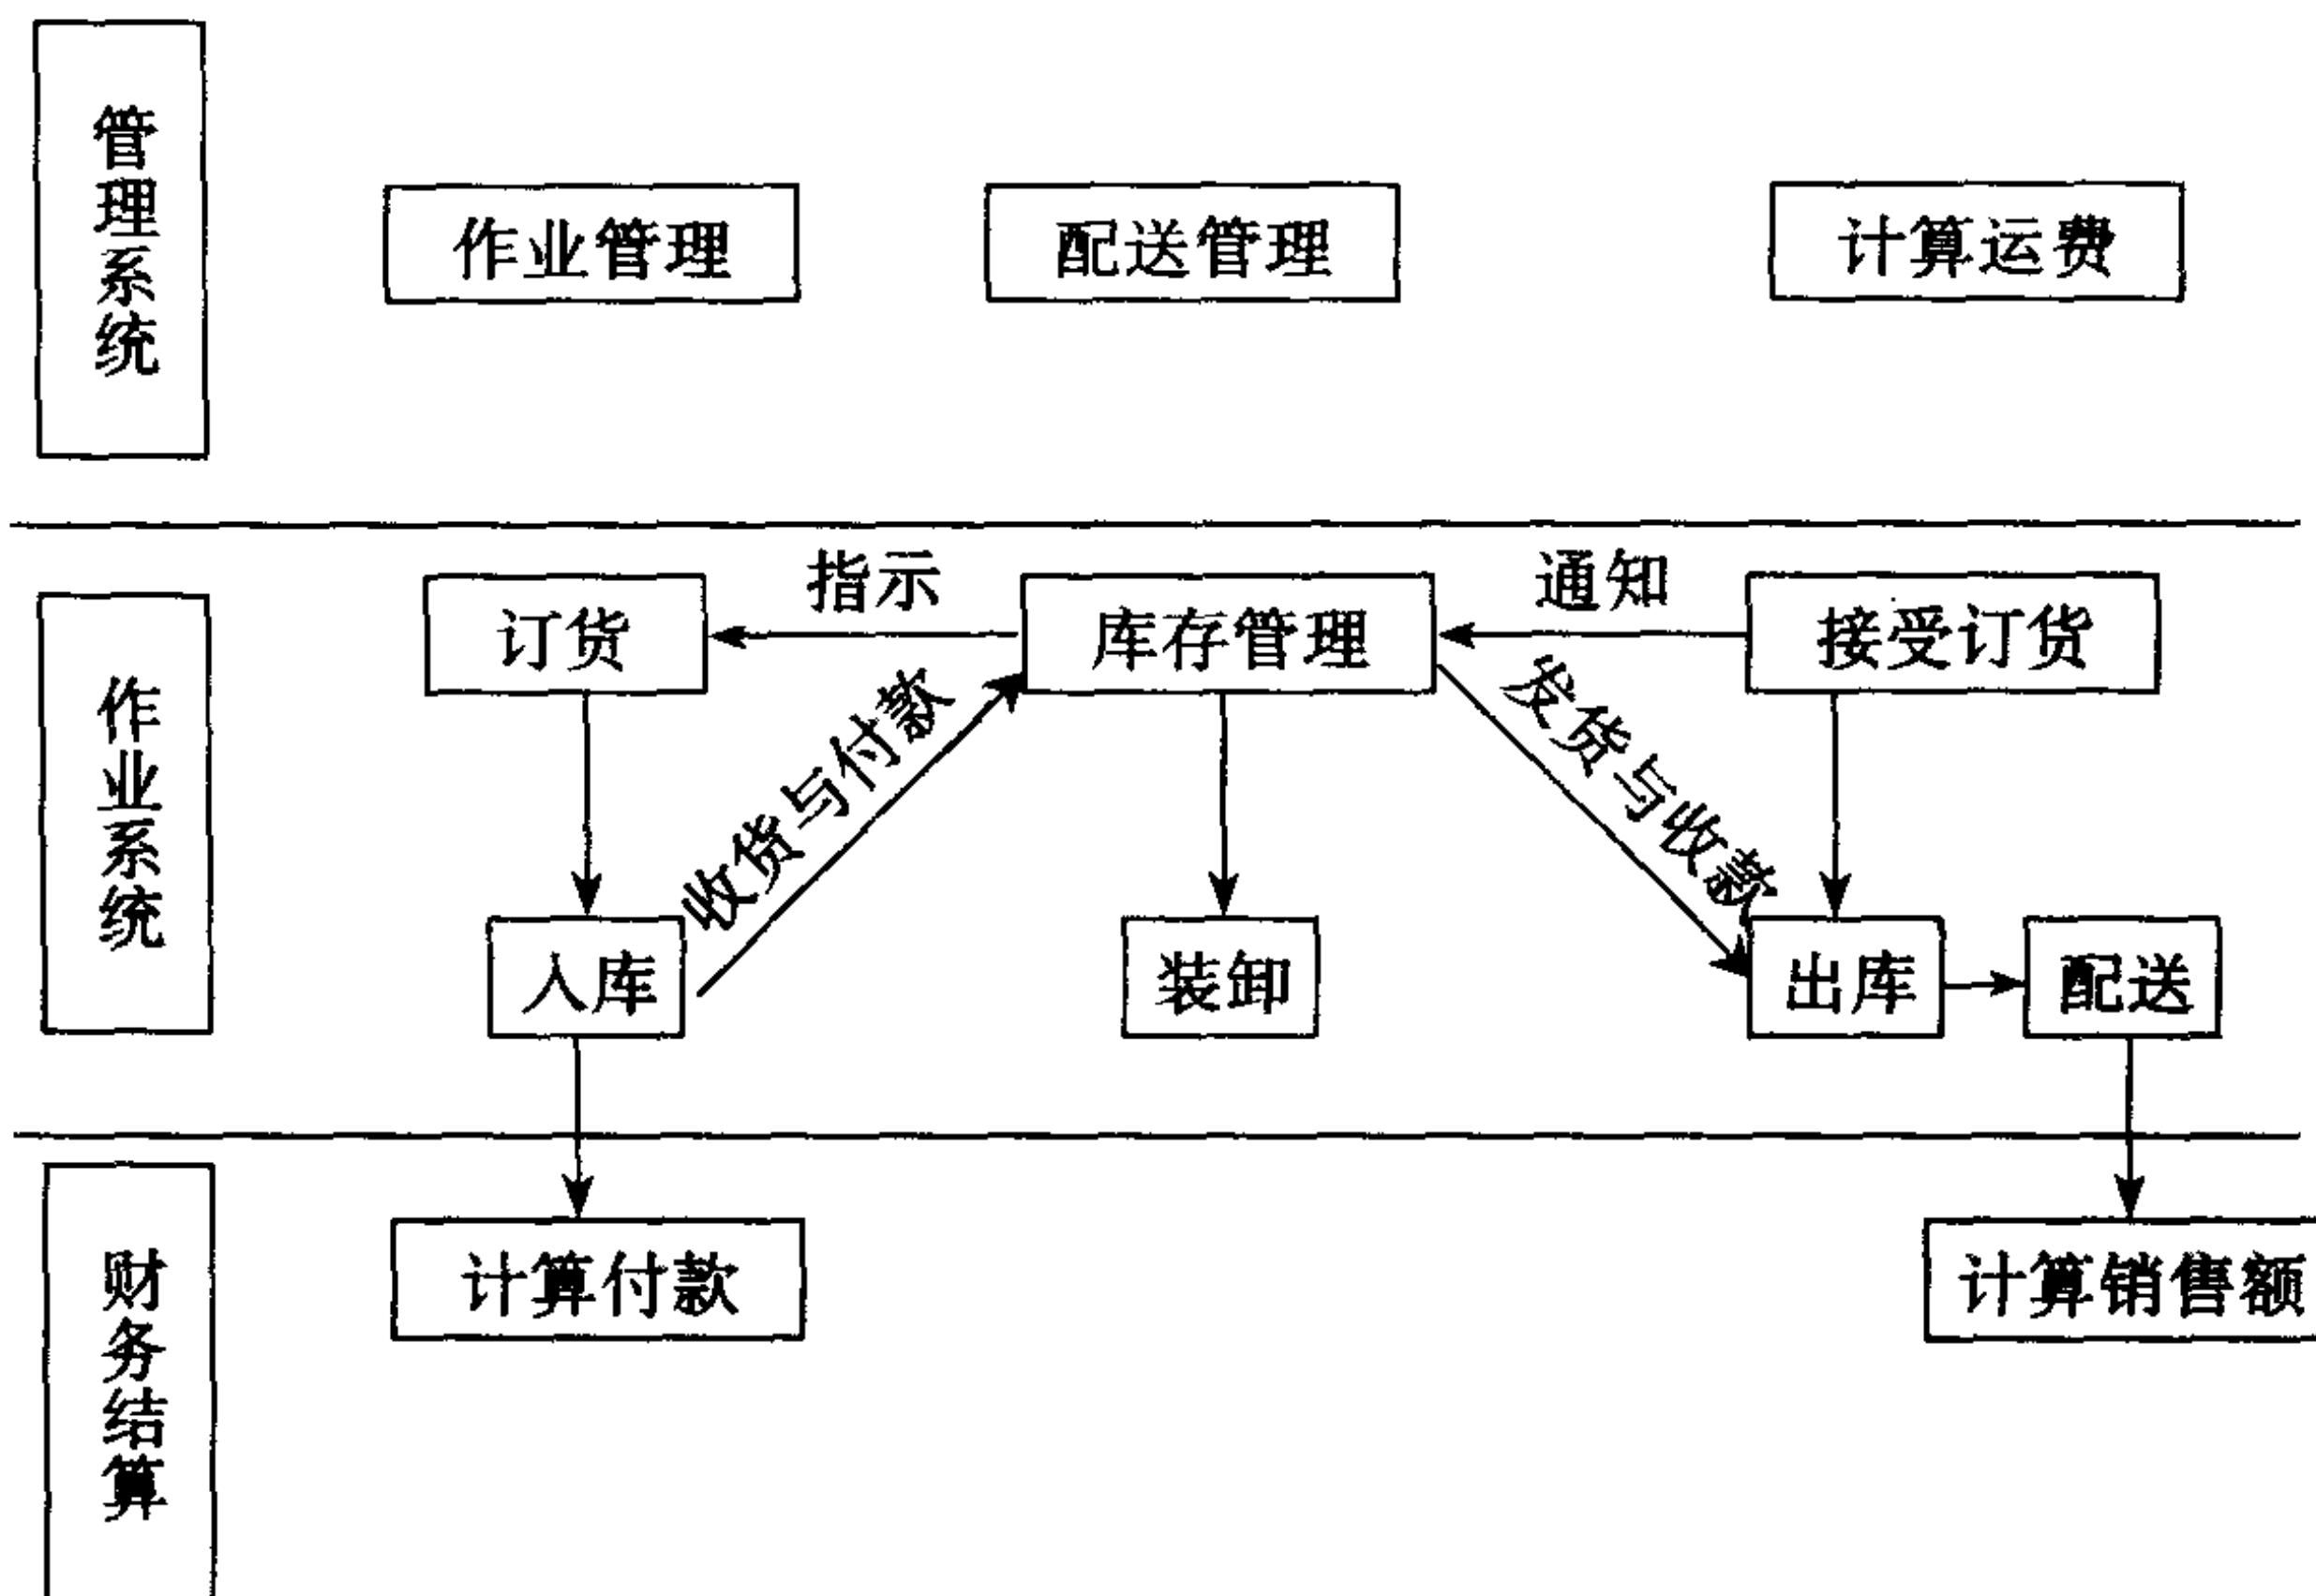 管理系统
作业管理
配送管理
计算运费
作业系统
订货
指示
库存管理
通知
接受订货
收货与付款
发货与收款
入库
装卸
出库
配送
财务结算
计算付款
计算销售额